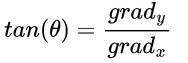 tan(θ) = grad_y / grad_x